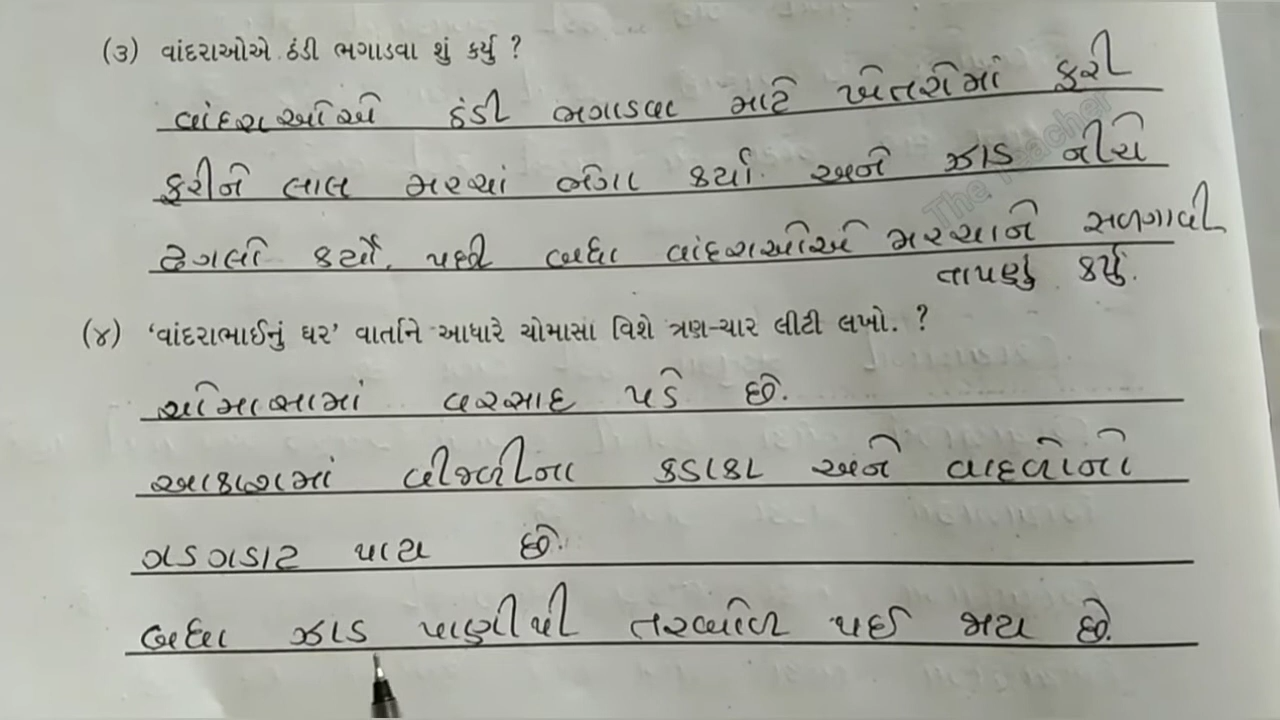 (૩) વાંદરાઓએ ઠંડી ભગાડવા શું કર્યુ ?
વાંદરાઓએ ઠંડી ભગાડવા માટે ખેતરોમાં ફરી
ફરીને લાલ મરચાં ભેગા કર્યા. અને ઝાડ નીચે
ઢગલો કર્યો. પછી બધા વાંદરાઓએ મરચાને સળગાવી
તાપણું કર્યું.
(૪) 'વાંદરાભાઈનું ઘર' વાર્તાને આધારે ચોમાસા વિશે ત્રણ-ચાર લીટી લખો. ?
ચોમાસામાં વરસાદ પડે છે.
આકાશમાં વીજળીના કડાકા અને વાદળોનો
ગડગડાટ થાય છે.
બધા ઝાડ પાણીથી તરબોળ થઈ જાય છે.
The Teacher